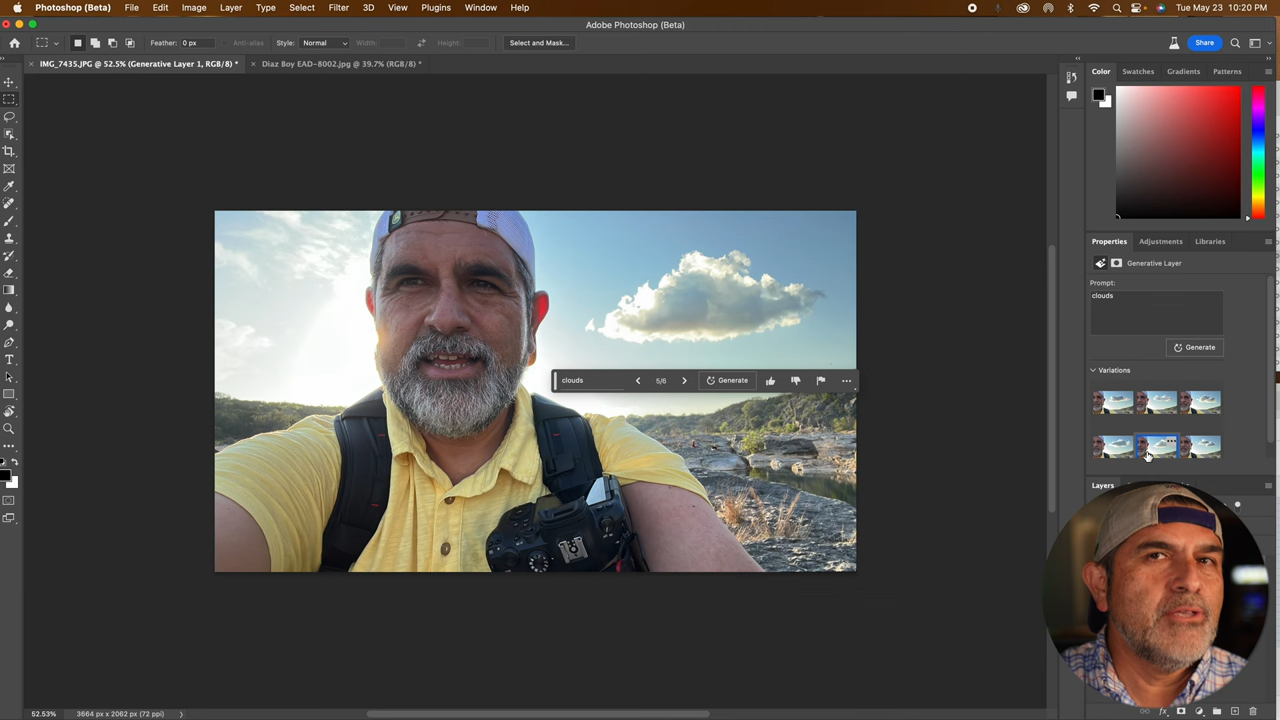 Photoshop (Beta) File Edit Image Layer Type Select Filter 3D View Plugins Window Help Tue May 23 10:20 PM
Adobe Photoshop (Beta)
Feather: 0 px Anti-alias Style: Normal Width: Height: Select and Mask... Share
IMG_7435.JPG @ 52.5% (Generative Layer 1, RGB/8) * Diaz Boy EAD-8002.jpg @ 39.7% (RGB/8) *
Color Swatches Gradients Patterns
Properties Adjustments Libraries
Generative Layer
Prompt:
clouds
Generate
Variations
clouds 5/6 Generate
Layers
52.53% 3664 px x 2062 px (72 ppi)